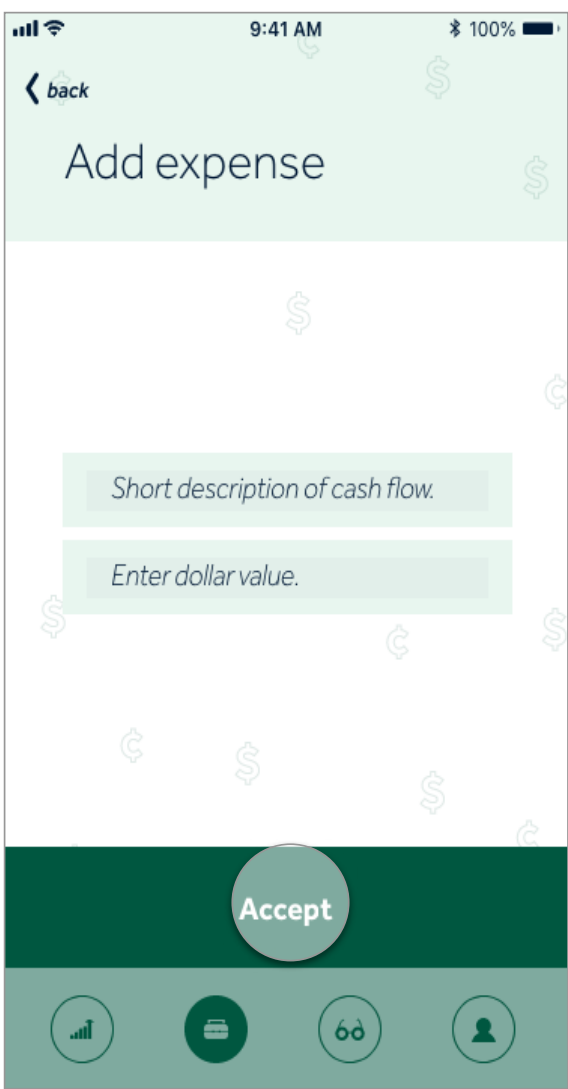 9:41 AM
100%
back
Add expense
Short description of cash flow.
Enter dollar value.
Accept